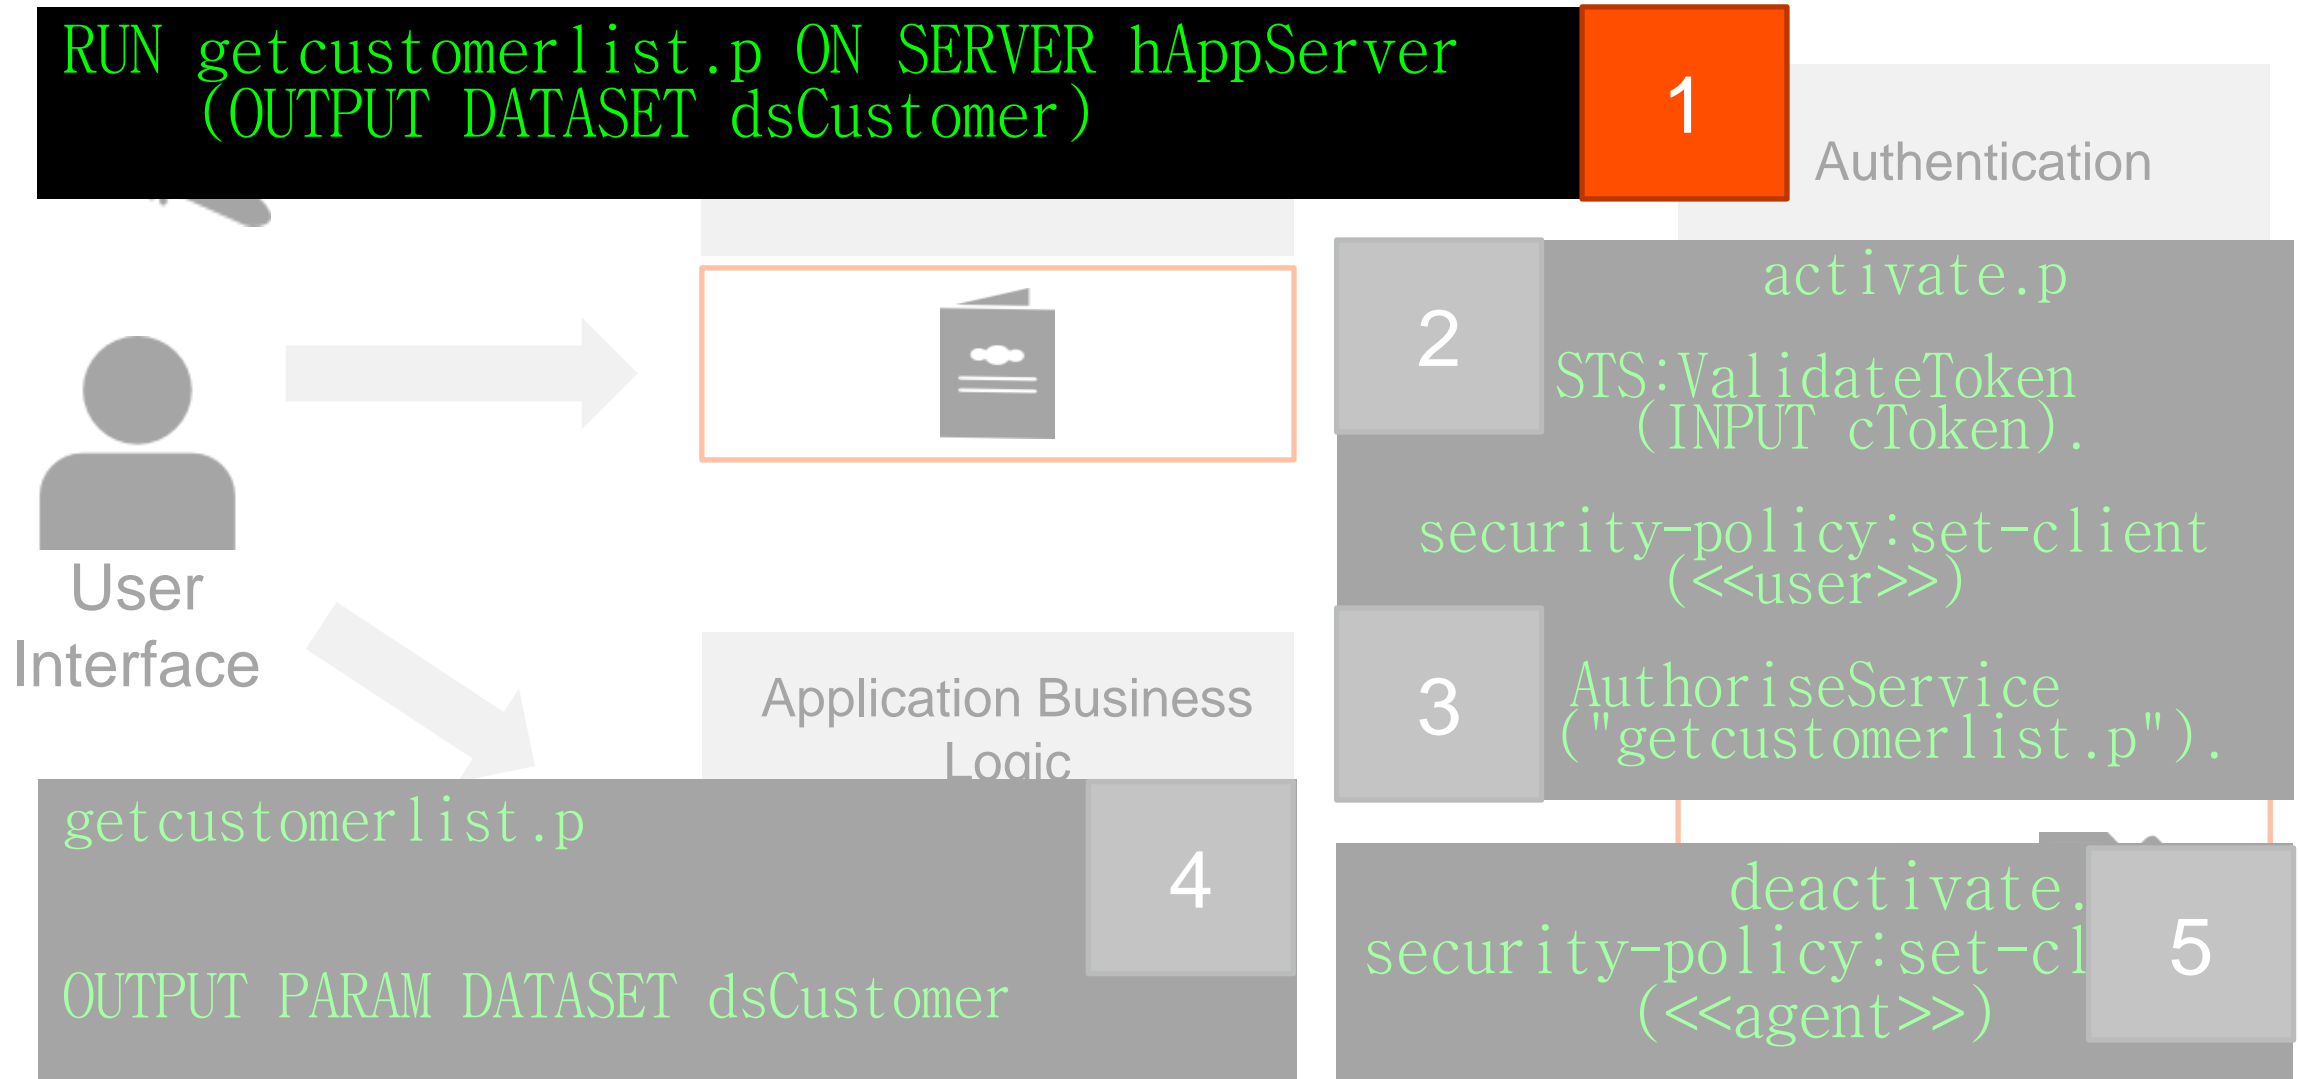 RUN getcustomerlist.p ON SERVER hAppServer
(OUTPUT DATASET dsCustomer)
1
Authentication
2
activate.p
STS:ValidateToken
(INPUT cToken).
security-policy:set-client
(<<user>>)
User
Interface
3
AuthoriseService
("getcustomerlist.p").
Application Business
Logic
getcustomerlist.p
4
OUTPUT PARAM DATASET dsCustomer
deactivate.
security-policy:set-cl
(<<agent>>)
5